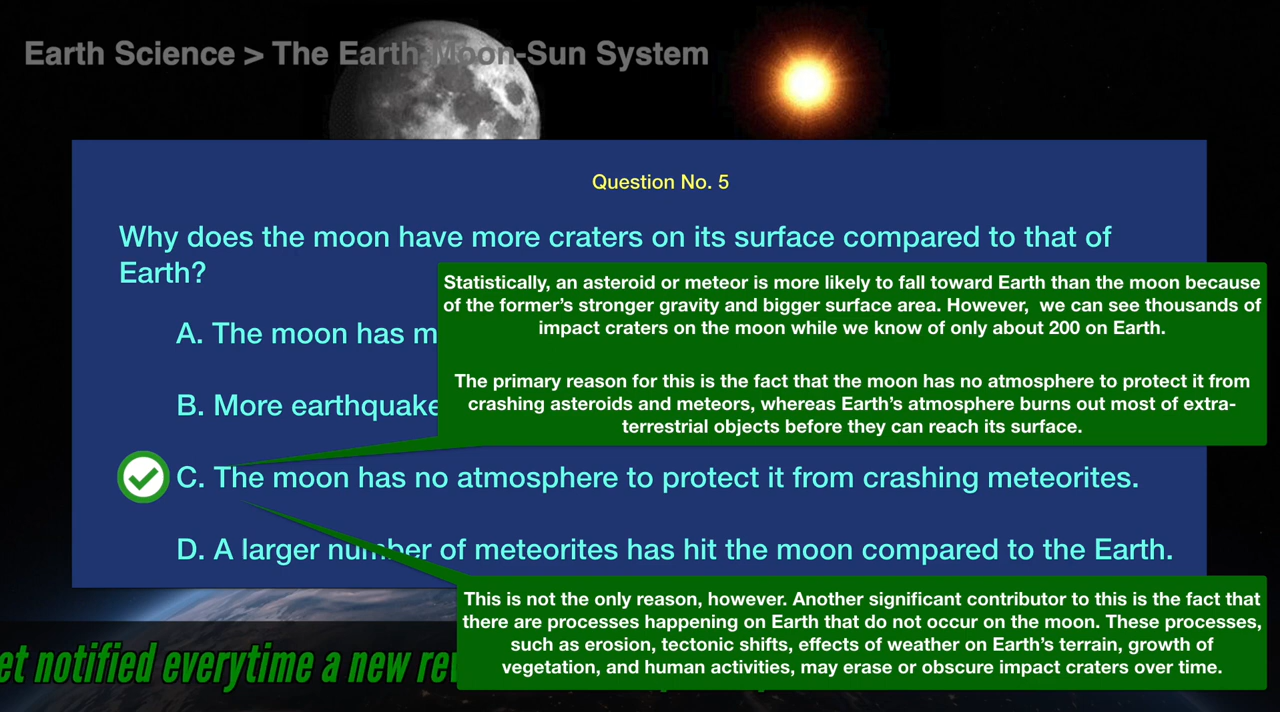 Earth Science > The Earth-Moon-Sun System
Question No. 5
Why does the moon have more craters on its surface compared to that of
Earth?
Statistically, an asteroid or meteor is more likely to fall toward Earth than the moon because
of the former's stronger gravity and bigger surface area. However, we can see thousands of
impact craters on the moon while we know of only about 200 on Earth.
The primary reason for this is the fact that the moon has no atmosphere to protect it from
crashing asteroids and meteors, whereas Earth's atmosphere burns out most of extra-
terrestrial objects before they can reach its surface.
A. The moon has
B. More
C. The moon has no atmosphere to protect it from crashing meteorites.
D. A larger number of meteorites has hit the moon compared to the Earth.
This is not the only reason, however. Another significant contributor to this is the fact that
there are processes happening on Earth that do not occur on the moon. These processes,
such as erosion, tectonic shifts, effects of weather on Earth's terrain, growth of
vegetation, and human activities, may erase or obscure impact craters over time.
notified everytime a new